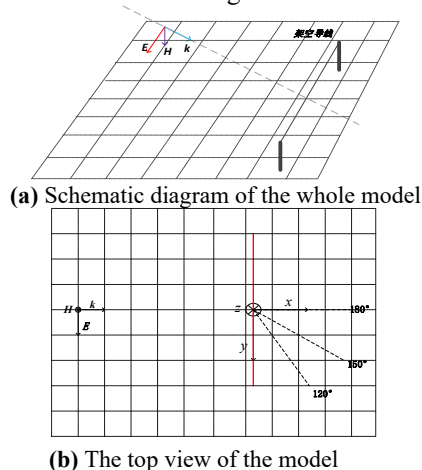 架空导线
E
H
k
(a) Schematic diagram of the whole model
H
k
E
z
x
y
180°
150°
120°
(b) The top view of the model